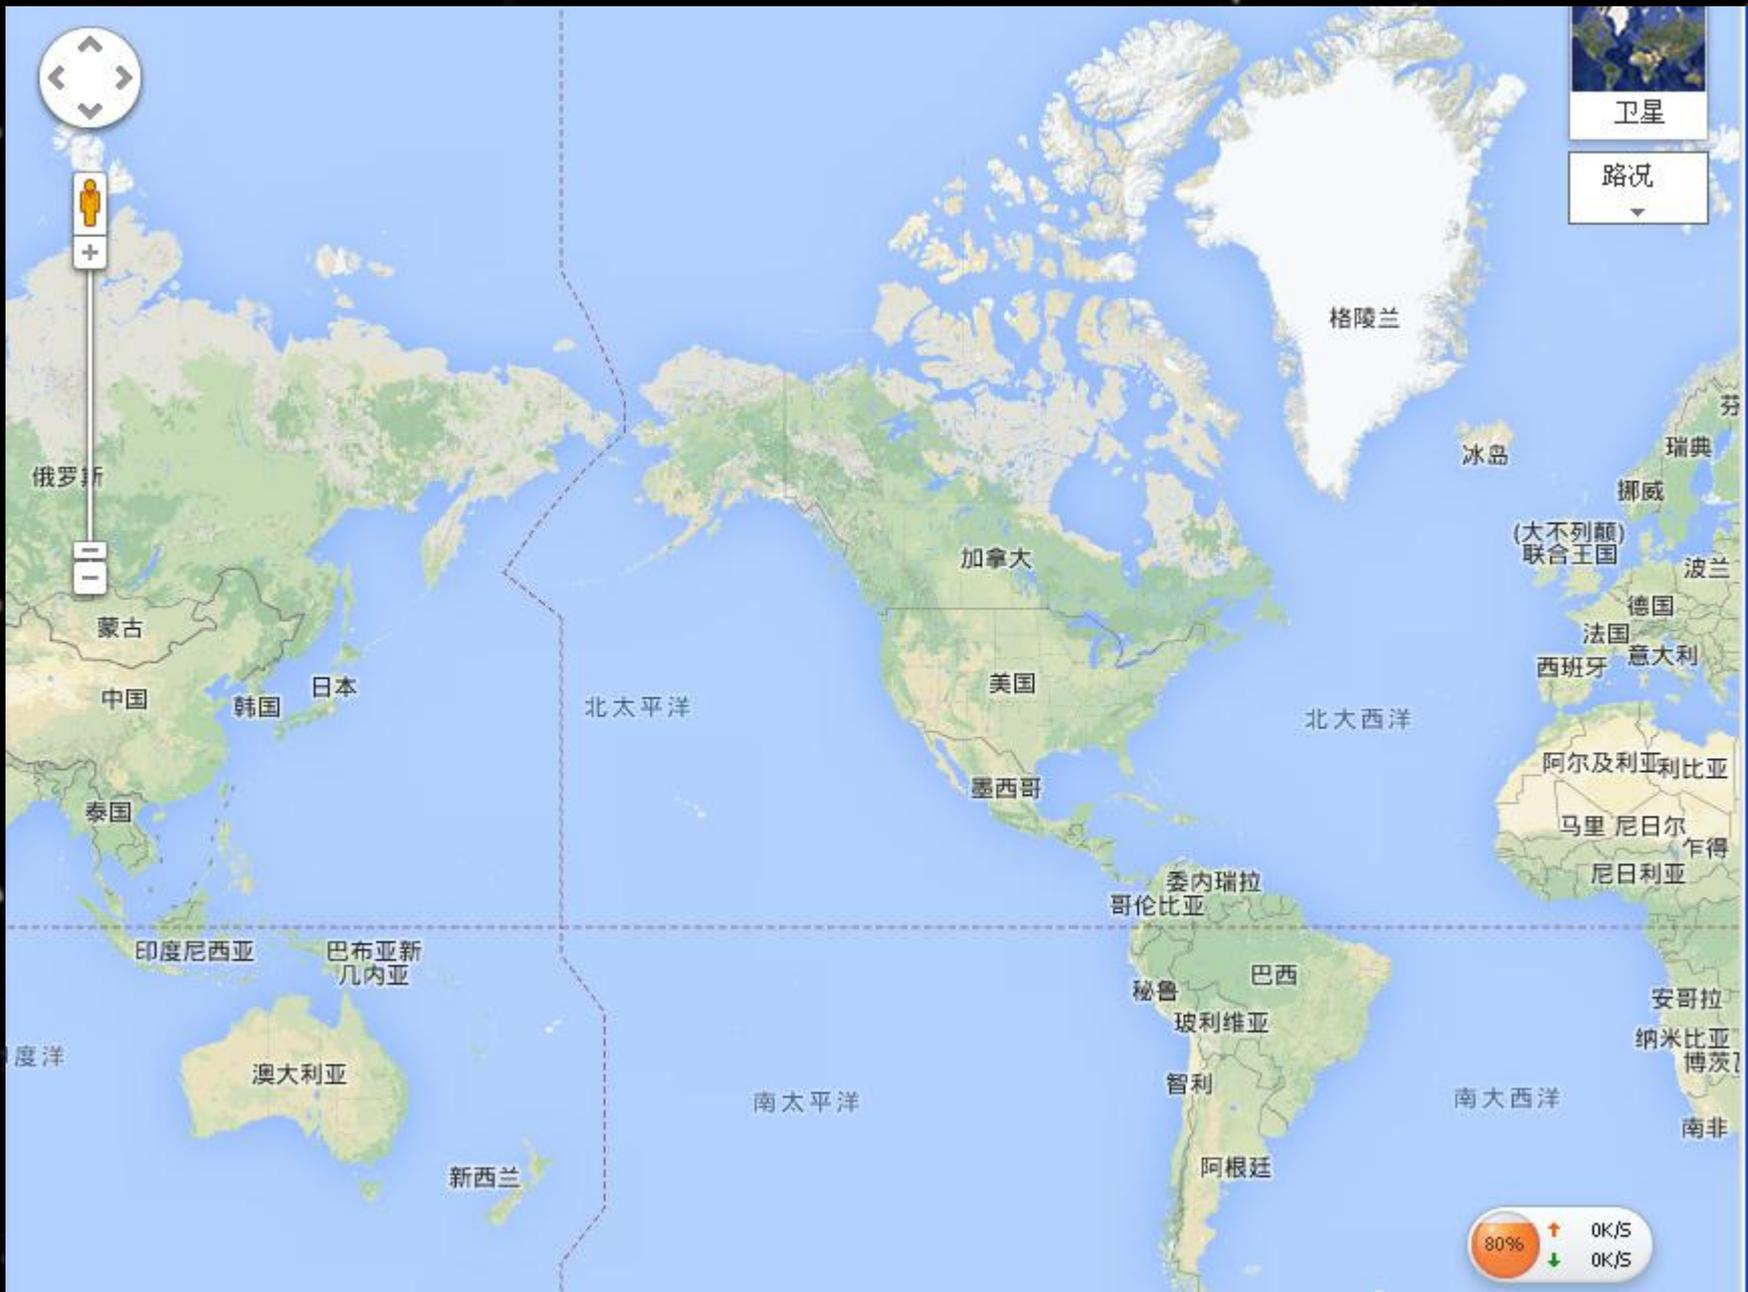 卫星
路况
格陵兰
芬
冰岛
瑞典
俄罗斯
挪威
(大不列颠)
联合王国
加拿大
波兰
德国
蒙古
法国
意大利
西班牙
美国
日本
中国
韩国
北太平洋
北大西洋
阿尔及利亚
利比亚
墨西哥
泰国
马里
尼日尔
乍得
尼日利亚
委内瑞拉
哥伦比亚
印度尼西亚
巴布亚新
几内亚
巴西
秘鲁
安哥拉
玻利维亚
纳米比亚
度洋
博茨
澳大利亚
智利
南太平洋
南大西洋
南非
新西兰
阿根廷
80%
0K/S
0K/S